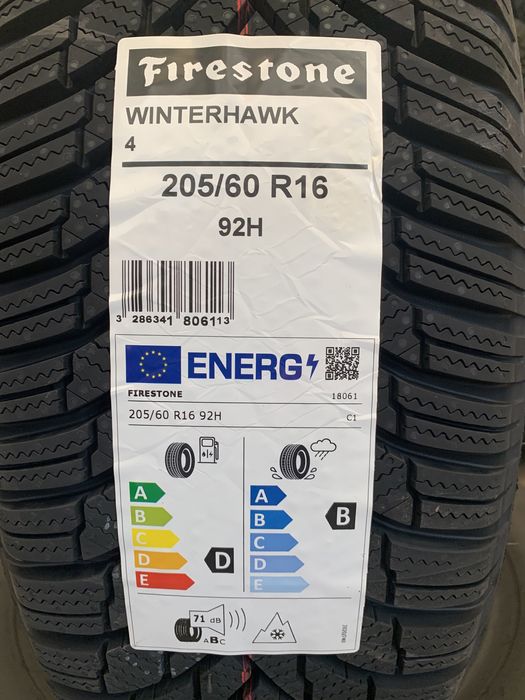 Firestone
WINTERHAWK
4
205/60 R16
92H
3 286341 806113
ENERG
FIRESTONE 18061
205/60 R16 92H C1
A A
B B B
C C
D D D
E E
71 dB
ABC